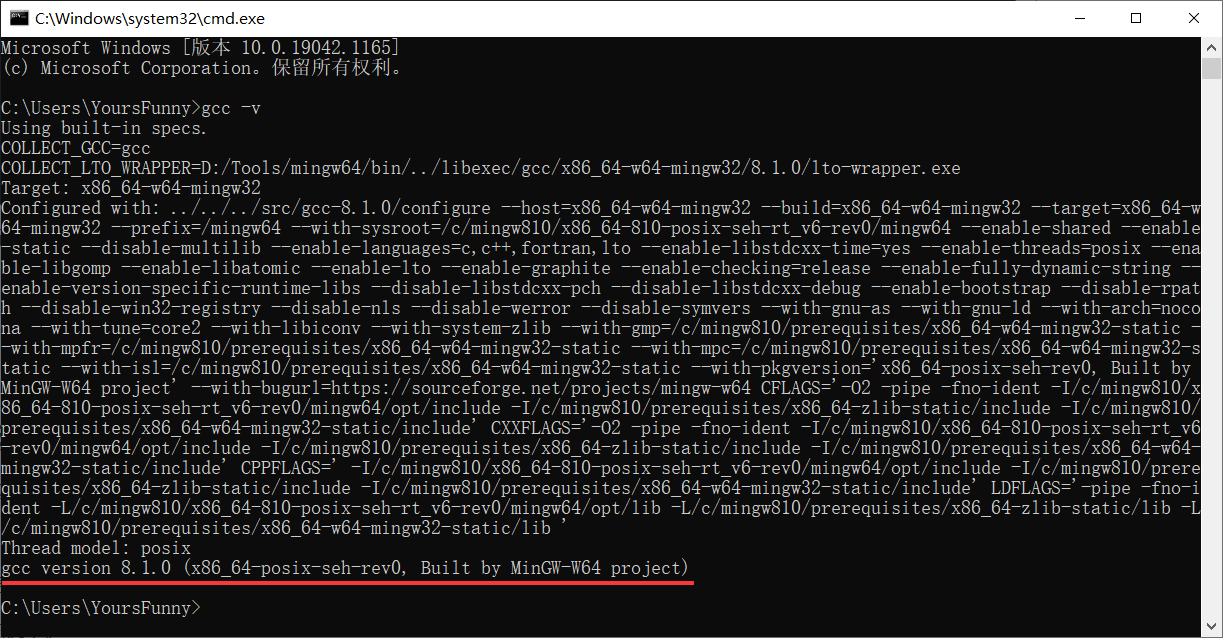 C:\Windows\system32\cmd.exe
Microsoft Windows [版本 10.0.19042.1165]
(c) Microsoft Corporation。保留所有权利。
C:\Users\YoursFunny>gcc -v
Using built-in specs.
COLLECT_GCC=gcc
COLLECT_LTO_WRAPPER=D:/Tools/mingw64/bin/../libexec/gcc/x86_64-w64-mingw32/8.1.0/lto-wrapper.exe
Target: x86_64-w64-mingw32
Configured with: ../../../src/gcc-8.1.0/configure --host=x86_64-w64-mingw32 --build=x86_64-w64-mingw32 --target=x86_64-w
64-mingw32 --prefix=/mingw64 --with-sysroot=/c/mingw810/x86_64-810-posix-seh-rt_v6-rev0/mingw64 --enable-shared --enable
-static --disable-multilib --enable-languages=c,c++,fortran,lto --enable-libstdcxx-time=yes --enable-threads=posix --ena
ble-libgomp --enable-libatomic --enable-lto --enable-graphite --enable-checking=release --enable-fully-dynamic-string --
enable-version-specific-runtime-libs --disable-libstdcxx-pch --disable-libstdcxx-debug --enable-bootstrap --disable-rpat
h --disable-win32-registry --disable-nls --disable-werror --disable-symvers --with-gnu-as --with-gnu-ld --with-arch=noco
na --with-tune=core2 --with-libiconv --with-system-zlib --with-gmp=/c/mingw810/prerequisites/x86_64-w64-mingw32-static -
-with-mpfr=/c/mingw810/prerequisites/x86_64-w64-mingw32-static --with-mpc=/c/mingw810/prerequisites/x86_64-w64-mingw32-s
tatic --with-isl=/c/mingw810/prerequisites/x86_64-w64-mingw32-static --with-pkgversion='x86_64-posix-seh-rev0, Built by
MinGW-W64 project' --with-bugurl=https://sourceforge.net/projects/mingw-w64 CFLAGS='-O2 -pipe -fno-ident -I/c/mingw810/x
86_64-810-posix-seh-rt_v6-rev0/mingw64/opt/include -I/c/mingw810/prerequisites/x86_64-zlib-static/include -I/c/mingw810/
prerequisites/x86_64-w64-mingw32-static/include' CXXFLAGS='-O2 -pipe -fno-ident -I/c/mingw810/x86_64-810-posix-seh-rt_v6
-rev0/mingw64/opt/include -I/c/mingw810/prerequisites/x86_64-zlib-static/include -I/c/mingw810/prerequisites/x86_64-w64-
mingw32-static/include' CPPFLAGS=' -I/c/mingw810/x86_64-810-posix-seh-rt_v6-rev0/mingw64/opt/include -I/c/mingw810/prere
quisites/x86_64-zlib-static/include -I/c/mingw810/prerequisites/x86_64-w64-mingw32-static/include' LDFLAGS='-pipe -fno-i
dent -L/c/mingw810/x86_64-810-posix-seh-rt_v6-rev0/mingw64/opt/lib -L/c/mingw810/prerequisites/x86_64-zlib-static/lib -L
/c/mingw810/prerequisites/x86_64-w64-mingw32-static/lib '
Thread model: posix
gcc version 8.1.0 (x86_64-posix-seh-rev0, Built by MinGW-W64 project)
C:\Users\YoursFunny>